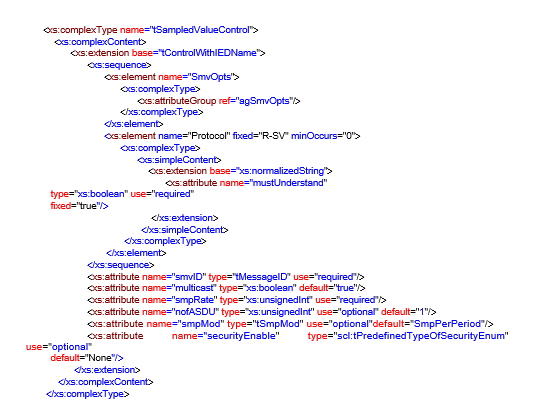 <xs:complexType name="tSampledValueControl">
<xs:complexContent>
<xs:extension base="tControlWithIEDName">
<xs:sequence>
<xs:element name="SmvOpts">
<xs:complexType>
<xs:attributeGroup ref="agSmvOpts"/>
</xs:complexType>
</xs:element>
<xs:element name="Protocol" fixed="R-SV" minOccurs="0">
<xs:complexType>
<xs:simpleContent>
<xs:extension base="xs:normalizedString">
<xs:attribute name="mustUnderstand"
type="xs:boolean" use="required"
fixed="true"/>
</xs:extension>
</xs:simpleContent>
</xs:complexType>
</xs:element>
</xs:sequence>
<xs:attribute name="smvID" type="tMessageID" use="required"/>
<xs:attribute name="multicast" type="xs:boolean" default="true"/>
<xs:attribute name="smpRate" type="xs:unsignedInt" use="required"/>
<xs:attribute name="nofASDU" type="xs:unsignedInt" use="optional" default="1"/>
<xs:attribute name="smpMod" type="tSmpMod" use="optional"default="SmpPerPeriod"/>
<xs:attribute name="securityEnable" type="scl:tPredefinedTypeOfSecurityEnum"
use="optional"
default="None"/>
</xs:extension>
</xs:complexContent>
</xs:complexType>